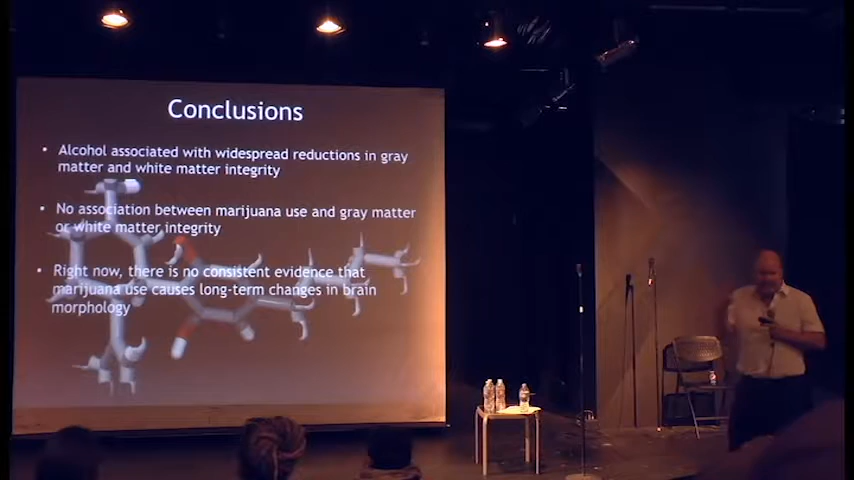 Conclusions
• Alcohol associated with widespread reductions in gray
matter and white matter integrity
• No association between marijuana use and gray matter
or white matter integrity
• Right now, there is no consistent evidence that
marijuana use causes long-term changes in brain
morphology